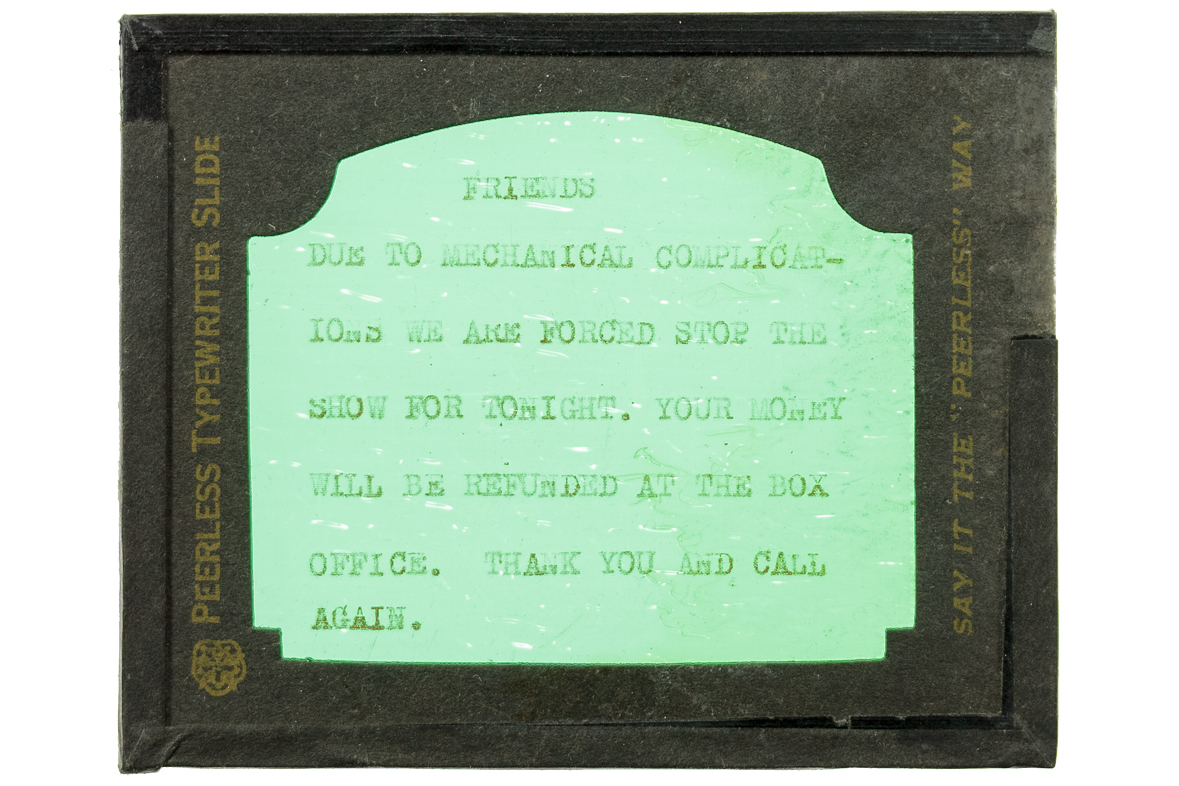 FRIENDS
DUE TO MECHANICAL COMPLICAT-
IONS WE ARE FORCED STOP THE
SHOW FOR TONIGHT. YOUR MONEY
WILL BE REFUNDED AT THE BOX
OFFICE. THANK YOU AND CALL
AGAIN.
PEERLESS TYPEWRITER SLIDE
SAY IT THE "PEERLESS" WAY